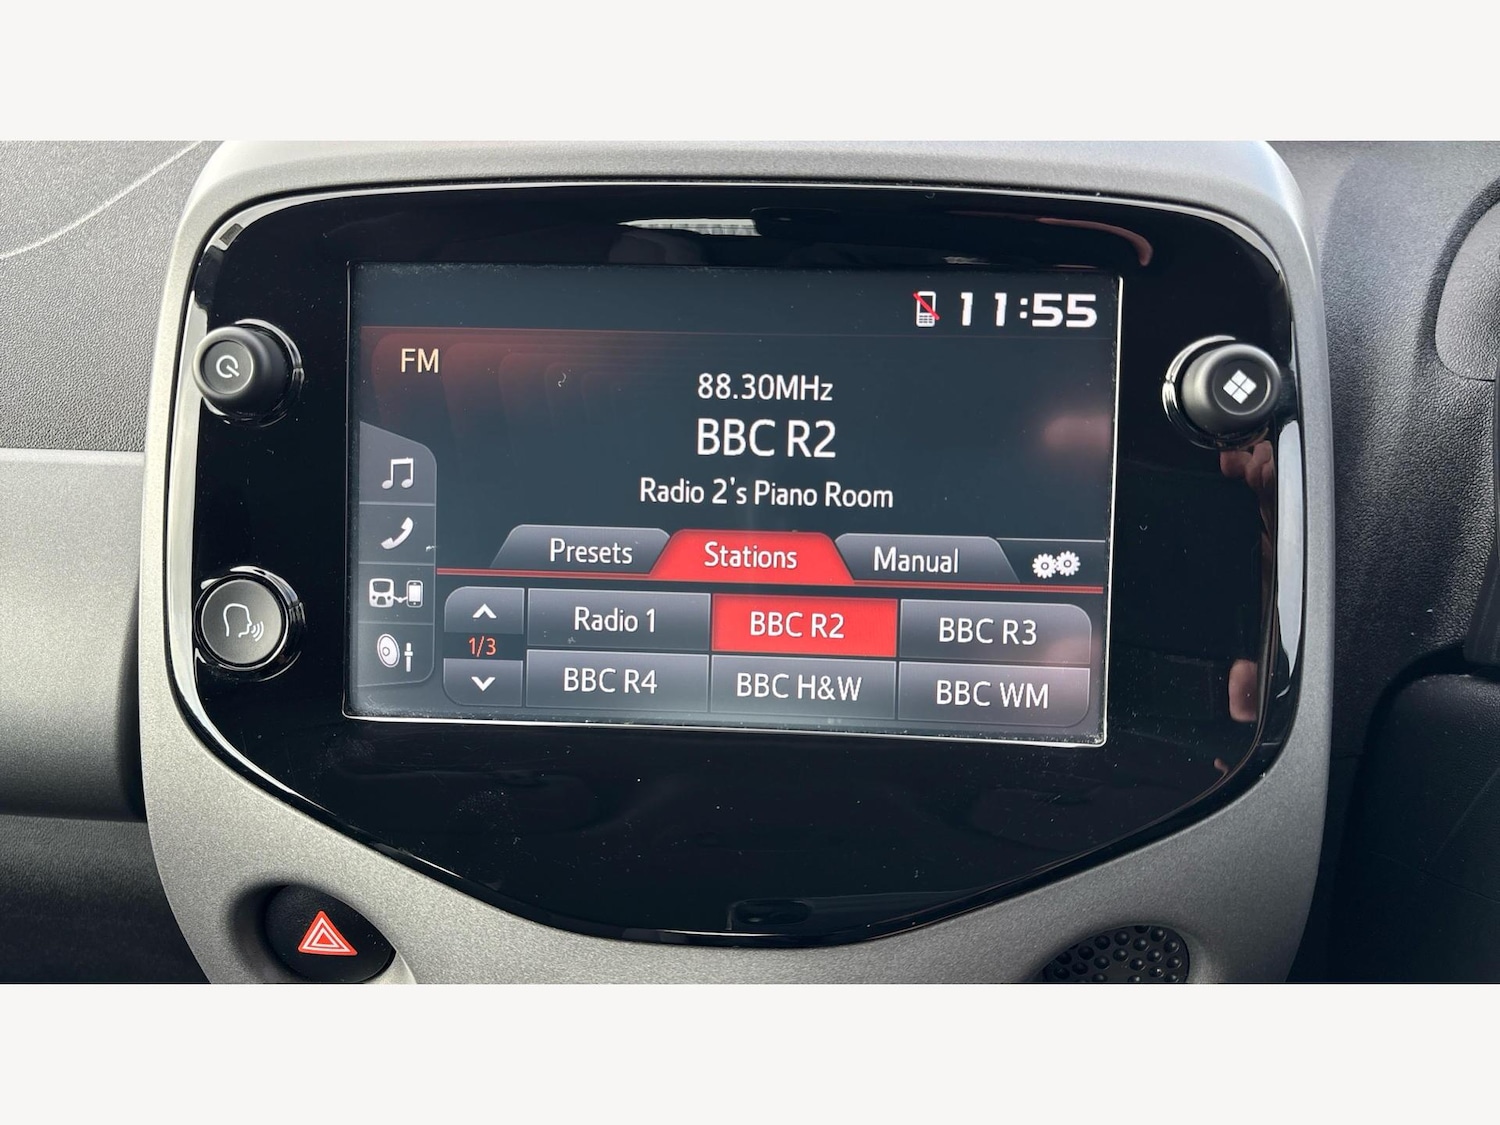 11:55
FM
88.30MHz
BBC R2
Radio 2's Piano Room
Presets Stations Manual
1/3
Radio 1 BBC R2 BBC R3
BBC R4 BBC H&W BBC WM